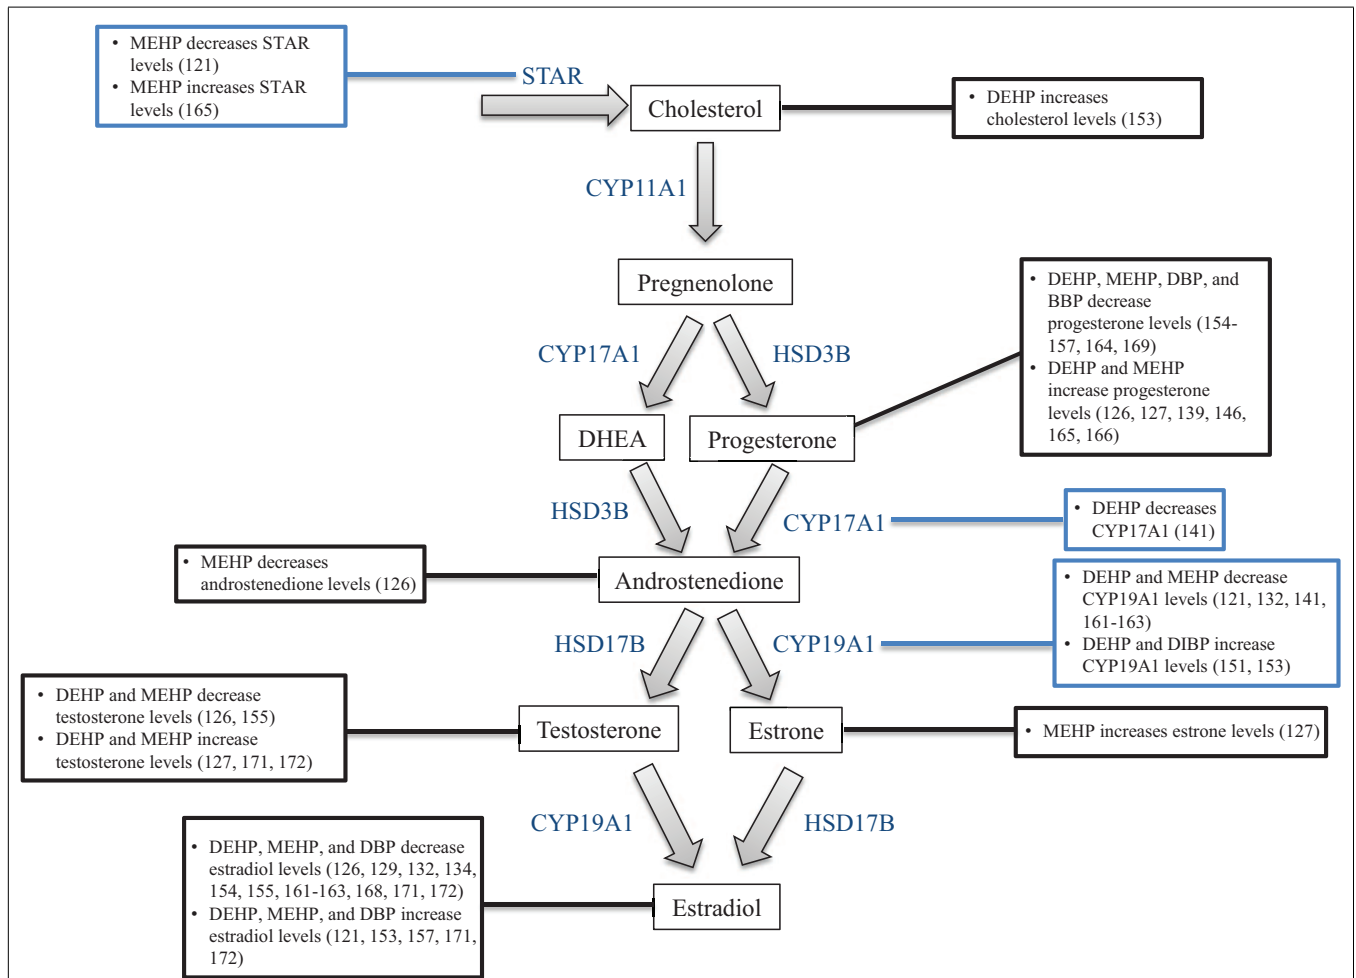 • MEHP decreases STAR
levels (121)
• MEHP increases STAR
levels (165)
STAR
Cholesterol
• DEHP increases
cholesterol levels (153)
CYP11A1
Pregnenolone
• DEHP, MEHP, DBP, and
BBP decrease
progesterone levels (154-
157, 164, 169)
• DEHP and MEHP
increase progesterone
levels (126, 127, 139, 146,
165, 166)
CYP17A1
HSD3B
DHEA
Progesterone
HSD3B
CYP17A1
• DEHP decreases
CYP17A1 (141)
• MEHP decreases
androstenedione levels (126)
Androstenedione
• DEHP and MEHP decrease
CYP19A1 levels (121, 132, 141,
161-163)
• DEHP and DIBP increase
CYP19A1 levels (151, 153)
HSD17B
CYP19A1
• DEHP and MEHP decrease
testosterone levels (126, 155)
• DEHP and MEHP increase
testosterone levels (127, 171, 172)
Testosterone
Estrone
• MEHP increases estrone levels (127)
CYP19A1
HSD17B
• DEHP, MEHP, and DBP decrease
estradiol levels (126, 129, 132, 134,
154, 155, 161-163, 168, 171, 172)
• DEHP, MEHP, and DBP increase
estradiol levels (121, 153, 157, 171,
172)
Estradiol